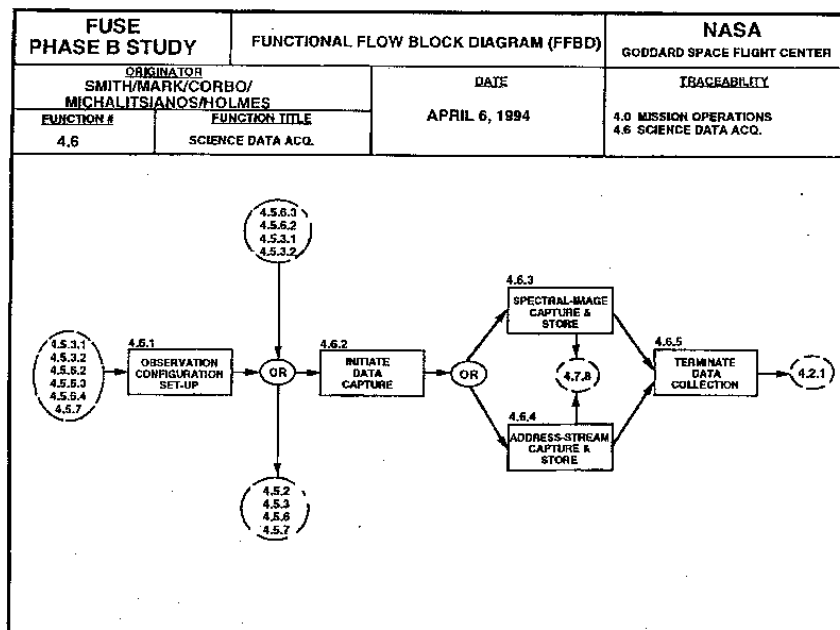 FUSE
PHASE B STUDY
FUNCTIONAL FLOW BLOCK DIAGRAM (FFBD)
NASA
GODDARD SPACE FLIGHT CENTER
ORIGINATOR
SMITH/MARK/CORBO/
MICHALITSIANOS/HOLMES
DATE
APRIL 6, 1994
TRACEABILITY
4.0 MISSION OPERATIONS
4.6 SCIENCE DATA ACQ.
FUNCTION #
4.6
FUNCTION TITLE
SCIENCE DATA ACQ.
4.5.6.3
4.5.6.2
4.5.3.1
4.5.3.2
4.5.3.1
4.5.3.2
4.5.6.2
4.5.6.3
4.5.6.4
4.5.7
4.6.1
OBSERVATION
CONFIGURATION
SET-UP
OR
4.6.2
INITIATE
DATA
CAPTURE
OR
4.6.3
SPECTRAL-IMAGE
CAPTURE &
STORE
4.7.8
4.6.4
ADDRESS-STREAM
CAPTURE &
STORE
4.6.5
TERMINATE
DATA
COLLECTION
4.2.1
4.5.2
4.5.3
4.5.6
4.5.7